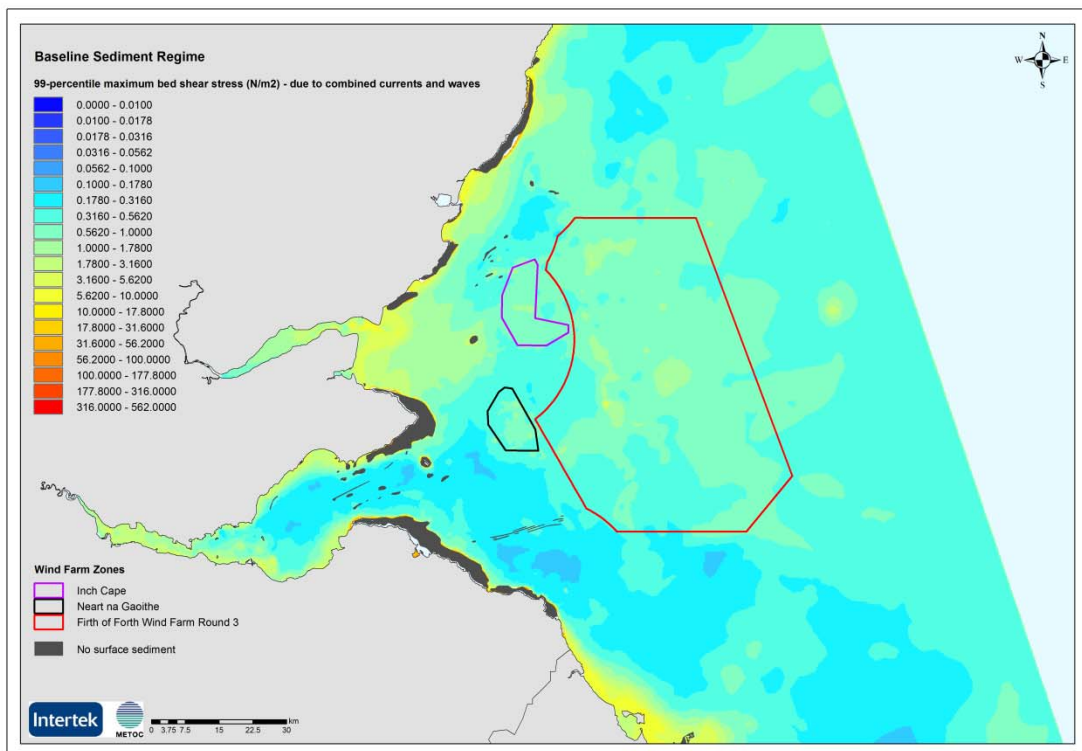 Baseline Sediment Regime
99-percentile maximum bed shear stress (N/m2) - due to combined currents and waves
0.0000 - 0.0100
0.0100 - 0.0178
0.0178 - 0.0316
0.0316 - 0.0562
0.0562 - 0.1000
0.1000 - 0.1780
0.1780 - 0.3160
0.3160 - 0.5620
0.5620 - 1.0000
1.0000 - 1.7800
1.7800 - 3.1600
3.1600 - 5.6200
5.6200 - 10.0000
10.0000 - 17.8000
17.8000 - 31.6000
31.6000 - 56.2000
56.2000 - 100.0000
100.0000 - 177.8000
177.8000 - 316.0000
316.0000 - 562.0000
N
W E
S
Wind Farm Zones
Inch Cape
Neart na Gaoithe
Firth of Forth Wind Farm Round 3
No surface sediment
Intertek
METOC
km
0 3.75 7.5 15 22.5 30